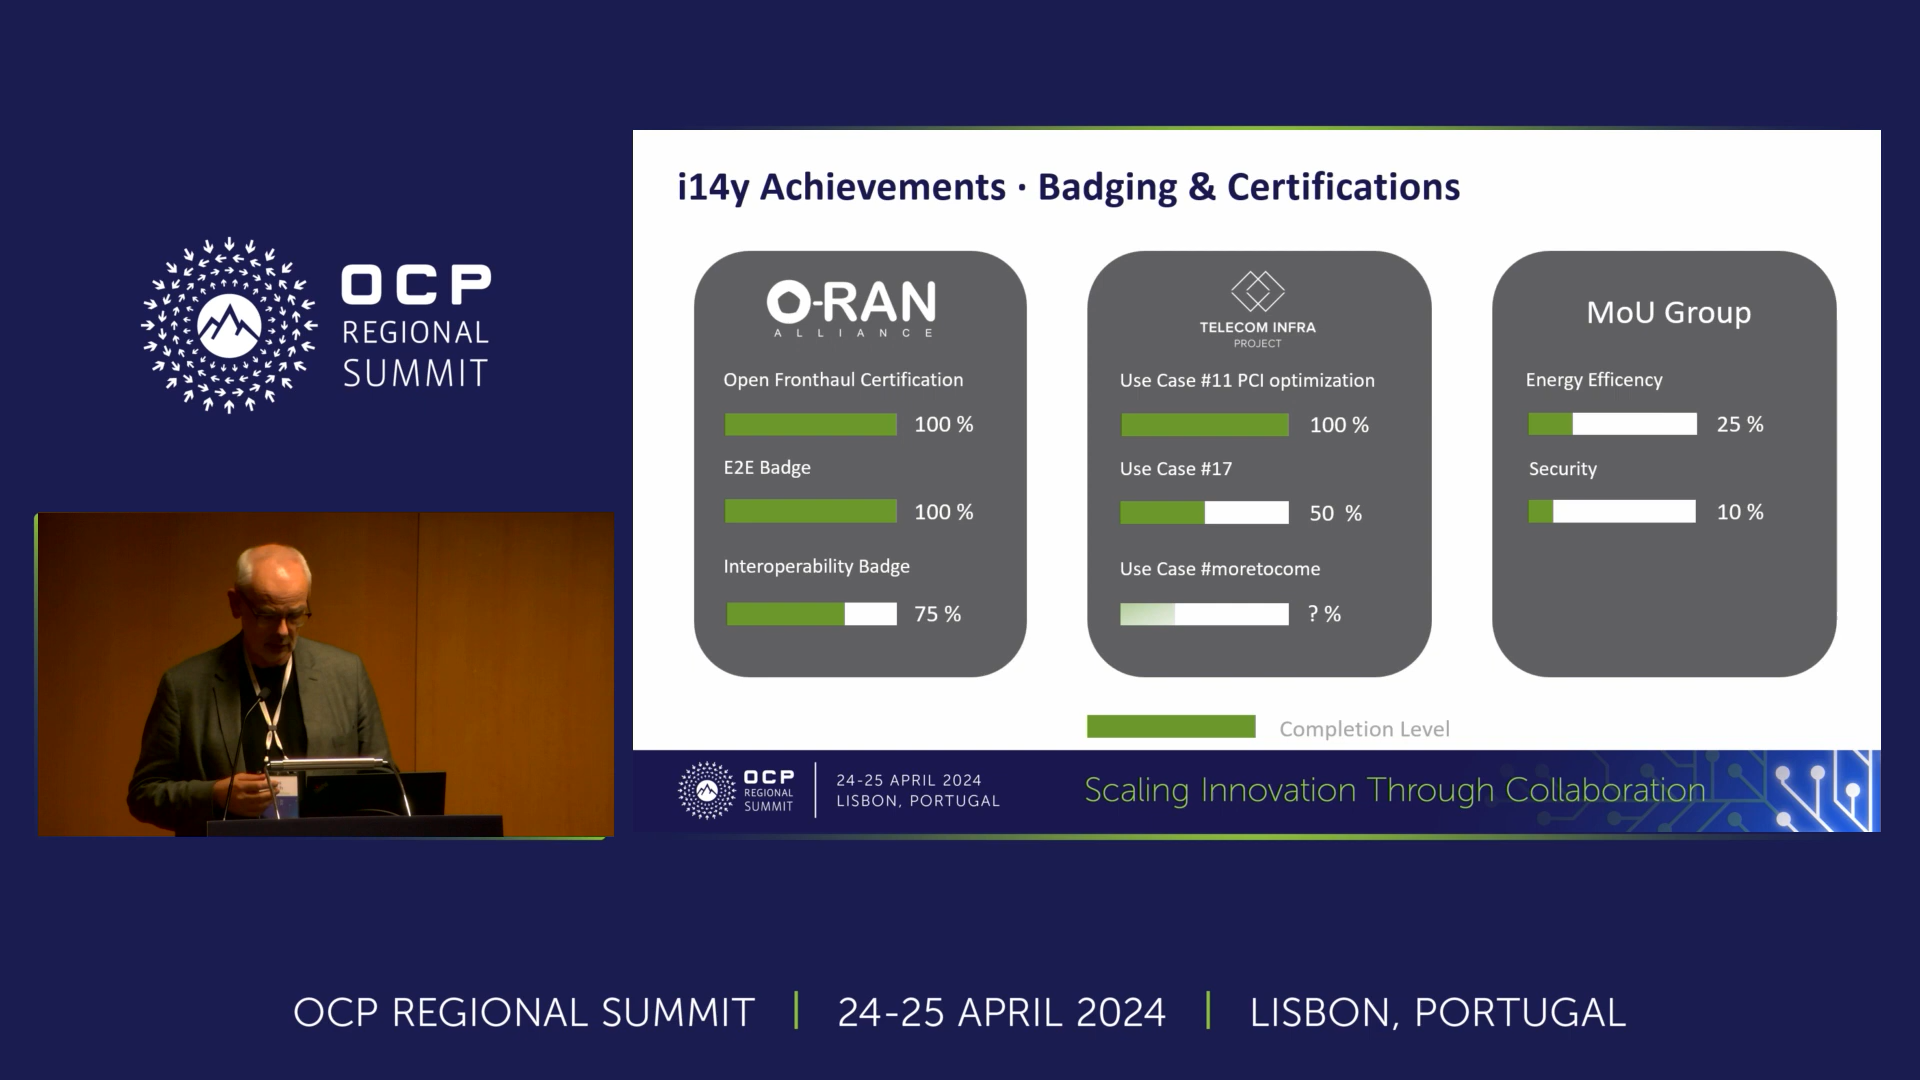 OCP
REGIONAL
SUMMIT
i14y Achievements · Badging & Certifications
O-RAN
ALLIANCE
Open Fronthaul Certification
100 %
E2E Badge
100 %
Interoperability Badge
75 %
TELECOM INFRA
PROJECT
Use Case #11 PCI optimization
100 %
Use Case #17
50 %
Use Case #moretocome
? %
MoU Group
Energy Efficency
25 %
Security
10 %
Completion Level
OCP
REGIONAL
SUMMIT
24-25 APRIL 2024
LISBON, PORTUGAL
Scaling Innovation Through Collaboration
OCP REGIONAL SUMMIT | 24-25 APRIL 2024 | LISBON, PORTUGAL